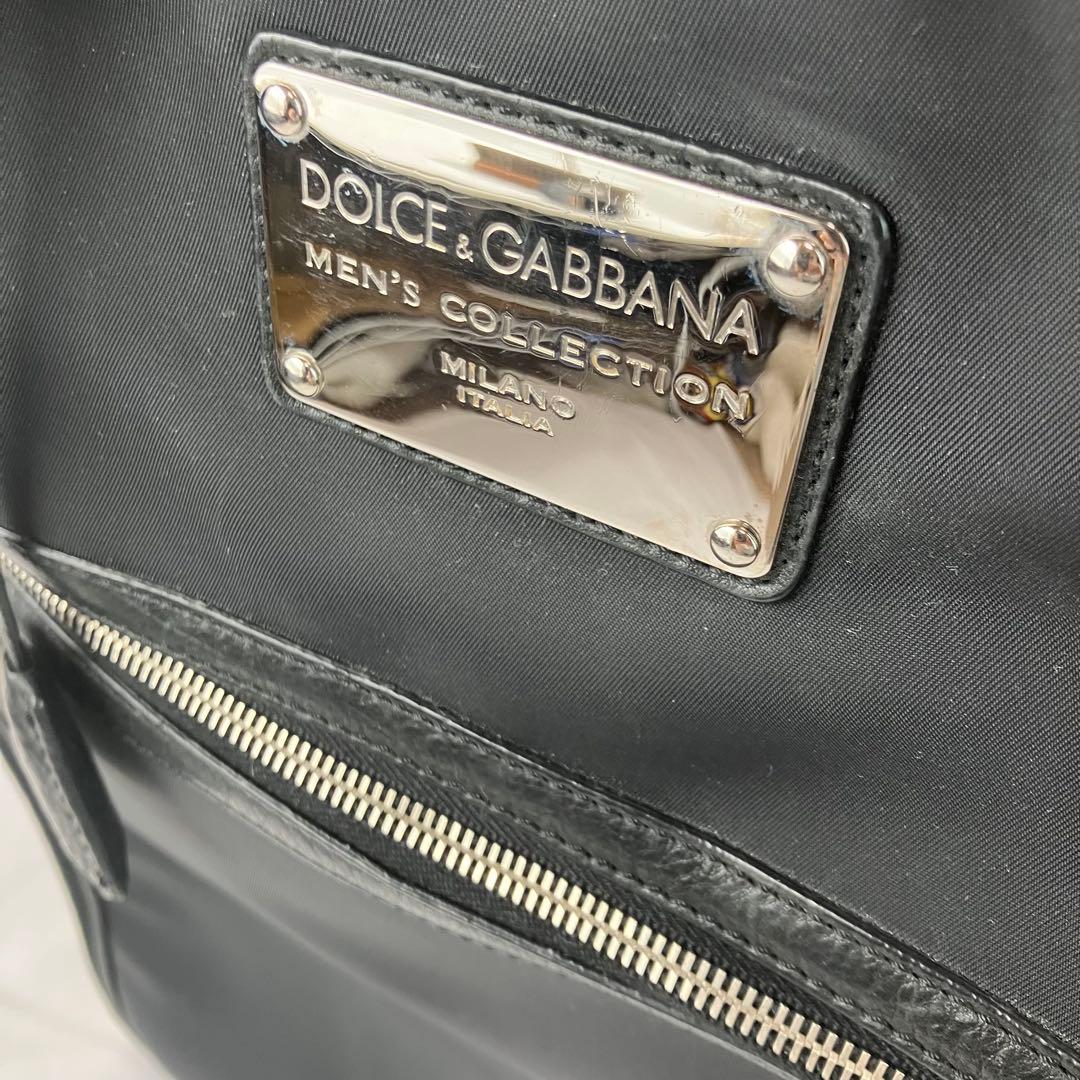 DOLCE & GABBANA
MEN'S COLLECTION
MILANO
ITALIA